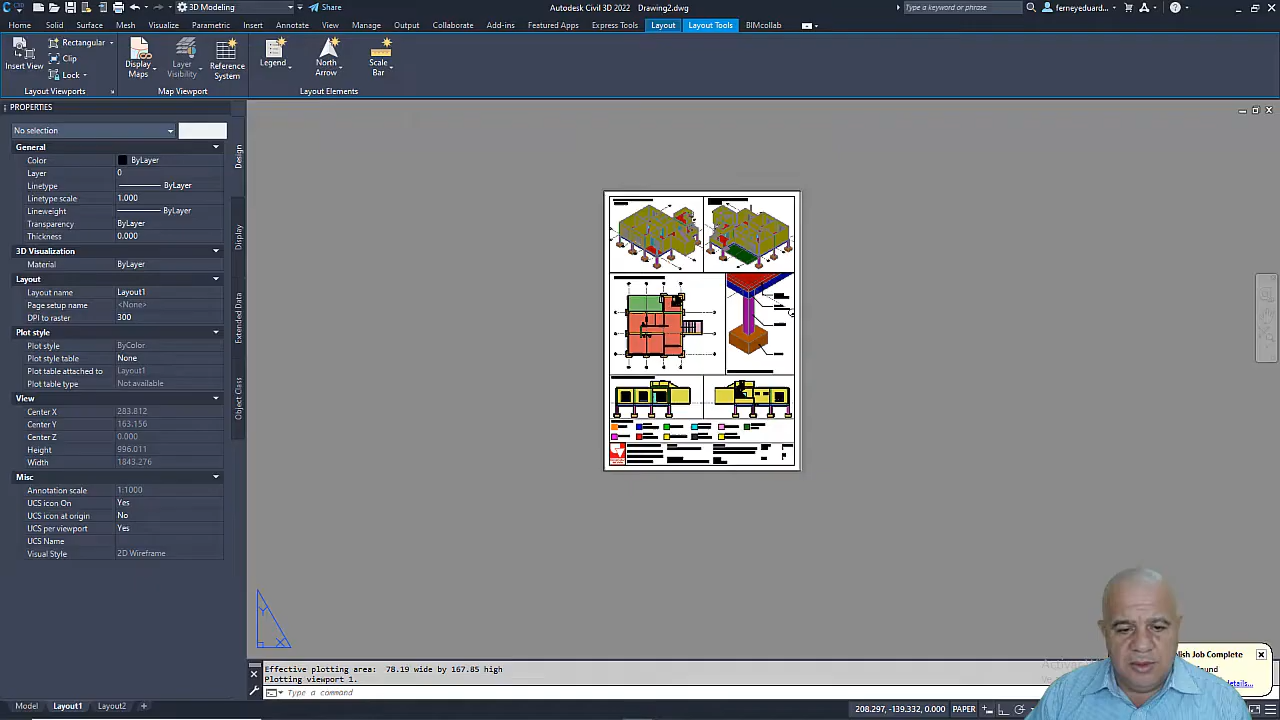 3D Modeling
Share
Autodesk Civil 3D 2022 Drawing2.dwg
Type a keyword or phrase
ferneyeduard...
Home Solid Surface Mesh Visualize Parametric Insert Annotate View Manage Output Collaborate Add-ins Featured Apps Express Tools Layout Layout Tools BIMcollab
Rectangular
Clip
Lock
Insert View
Display Maps
Layer Visibility
Reference System
Legend
North Arrow
Scale Bar
Layout Viewports Map Viewport Layout Elements
PROPERTIES
No selection
General
Color ByLayer
Layer 0
Linetype ByLayer
Linetype scale 1.000
Lineweight ByLayer
Transparency ByLayer
Thickness 0.000
3D Visualization
Material ByLayer
Layout
Layout name Layout1
Page setup name <None>
DPI to raster 300
Plot style
Plot style ByColor
Plot style table None
Plot table attached to Layout1
Plot table type Not available
View
Center X 283.812
Center Y 163.156
Center Z 0.000
Height 996.011
Width 1843.276
Misc
Annotation scale 1:1000
UCS icon On Yes
UCS icon at origin No
UCS per viewport Yes
UCS Name
Visual Style 2D Wireframe
Design
Display
Extended Data
Object Class
Y
X
Effective plotting area: 78.19 wide by 167.85 high
Plotting viewport 1.
Type a command
lish Job Complete
ound
details...
Model Layout1 Layout2 +
208.297, -139.332, 0.000 PAPER